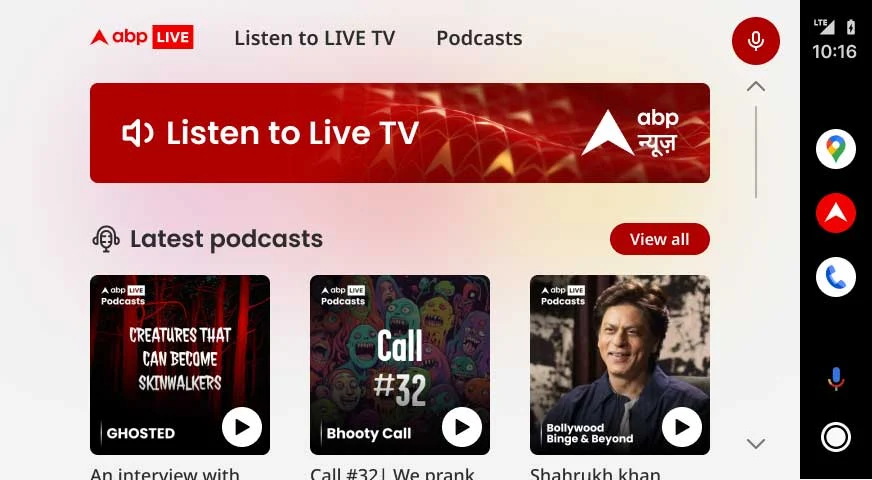 abp LIVE
Listen to LIVE TV
Podcasts
LTE
10:16
Listen to Live TV
abp
न्यूज़
Latest podcasts
View all
abp LIVE
Podcasts
CREATURES THAT
CAN BECOME
SKINWALKERS
GHOSTED
abp LIVE
Podcasts
Call
#32
Bhooty Call
abp LIVE
Podcasts
Bollywood
Binge & Beyond
An interview with
Call #32| We prank
Shahrukh khan